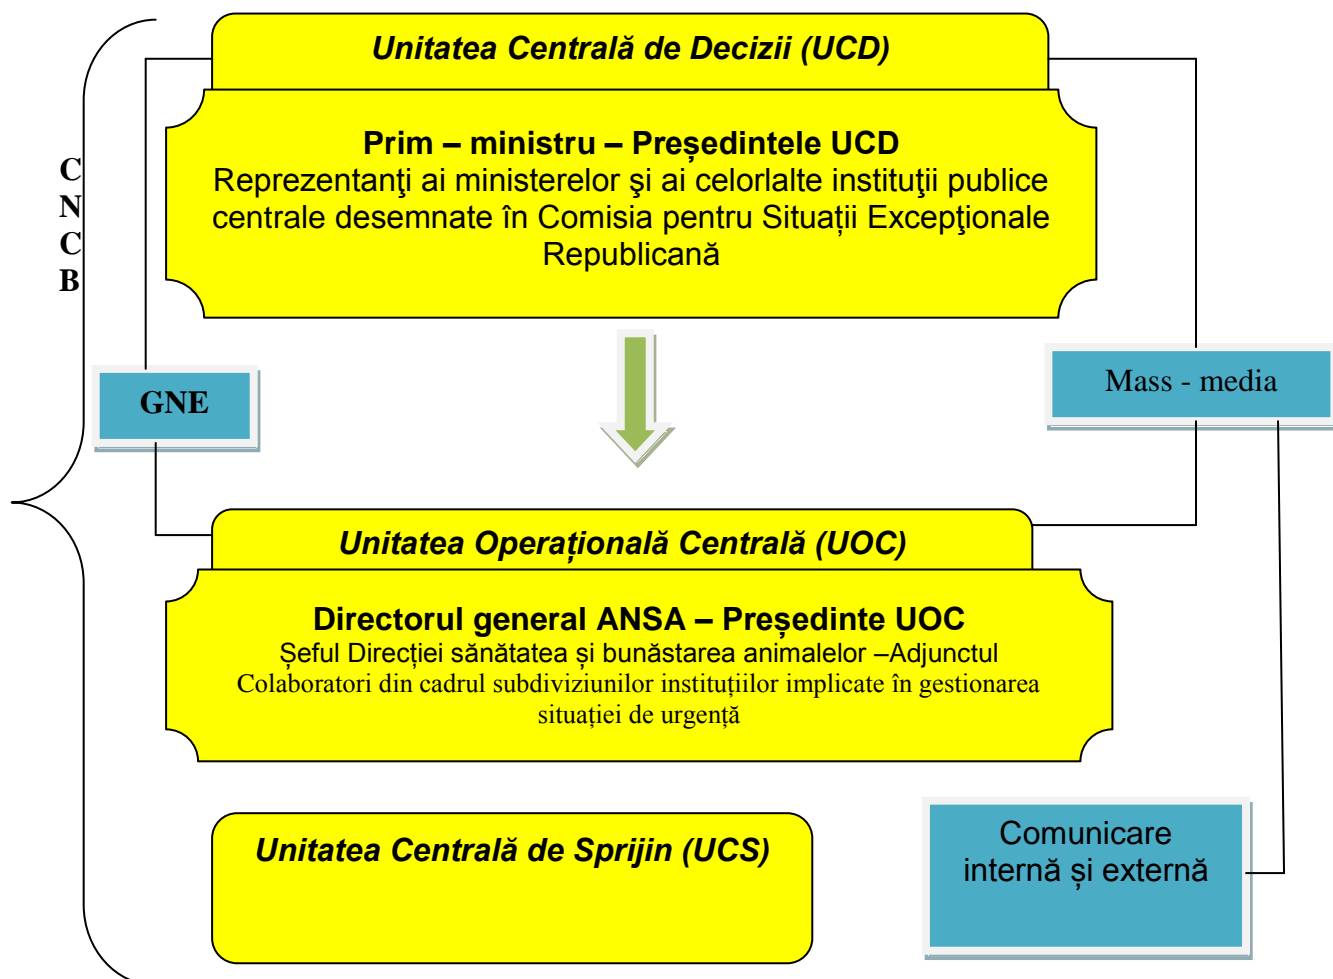 Unitatea Centrală de Decizii (UCD)
Prim – ministru – Președintele UCD
Reprezentanţi ai ministerelor şi ai celorlalte instituţii publice
centrale desemnate în Comisia pentru Situații Excepţionale
Republicană
C
N
C
B
GNE
Mass - media
Unitatea Operațională Centrală (UOC)
Directorul general ANSA – Președinte UOC
Șeful Direcției sănătatea și bunăstarea animalelor –Adjunctul
Colaboratori din cadrul subdiviziunilor instituțiilor implicate în gestionarea
situației de urgență
Unitatea Centrală de Sprijin (UCS)
Comunicare
internă și externă